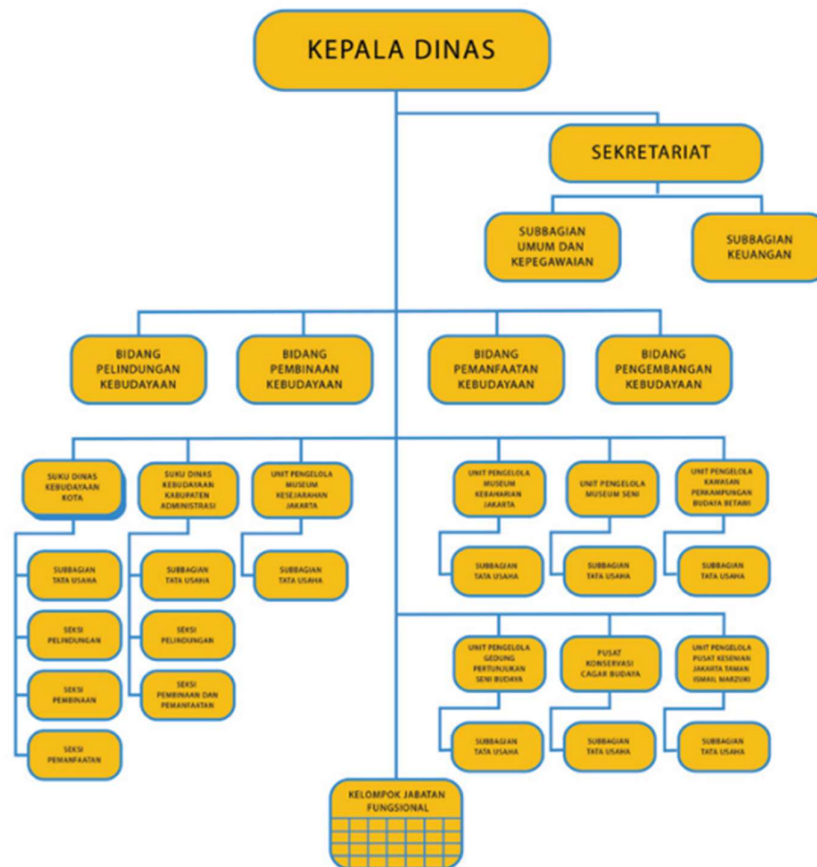 KEPALA DINAS
SEKRETARIAT
SUBBAGIAN
UMUM DAN
KEPEGAWAIAN
SUBBAGIAN
KEUANGAN
BIDANG
PELINDUNGAN
KEBUDAYAAN
BIDANG
PEMBINAAN
KEBUDAYAAN
BIDANG
PEMANFAATAN
KEBUDAYAAN
BIDANG
PENGEMBANGAN
KEBUDAYAAN
SUKU DINAS
KEBUDAYAAN
KOTA
SUKU DINAS
KEBUDAYAAN
KABUPATEN
ADMINISTRASI
UNIT PENGELOLA
MUSEUM
KESEJARAHAN
JAKARTA
UNIT PENGELOLA
MUSEUM
KEBAHARIAN
JAKARTA
UNIT PENGELOLA
MUSEUM SENI
UNIT PENGELOLA
KAWASAN
PERKAMPUNGAN
BUDAYA BETAWI
SUBBAGIAN
TATA USAHA
SUBBAGIAN
TATA USAHA
SUBBAGIAN
TATA USAHA
SUBBAGIAN
TATA USAHA
SUBBAGIAN
TATA USAHA
SUBBAGIAN
TATA USAHA
SEKSI
PELINDUNGAN
SEKSI
PELINDUNGAN
UNIT PENGELOLA
GEDUNG
PERTUNJUKAN
SENI BUDAYA
PUSAT
KONSERVASI
CAGAR BUDAYA
UNIT PENGELOLA
PUSAT KESENIAN
JAKARTA TAMAN
ISMAIL MARZUKI
SEKSI
PEMBINAAN
SEKSI
PEMBINAAN DAN
PEMANFAATAN
SEKSI
PEMANFAATAN
SUBBAGIAN
TATA USAHA
SUBBAGIAN
TATA USAHA
SUBBAGIAN
TATA USAHA
KELOMPOK JABATAN
FUNGSIONAL